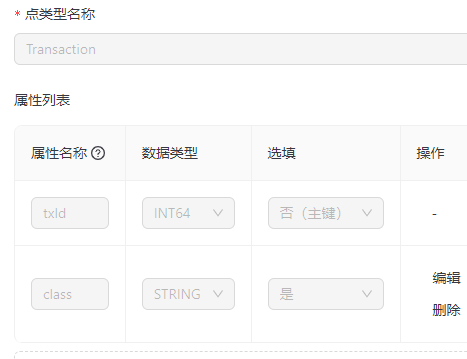 * 点类型名称
Transaction
属性列表
属性名称 ? 数据类型 选填 操作
txId INT64 否（主键） -
class STRING 是 编辑
删除